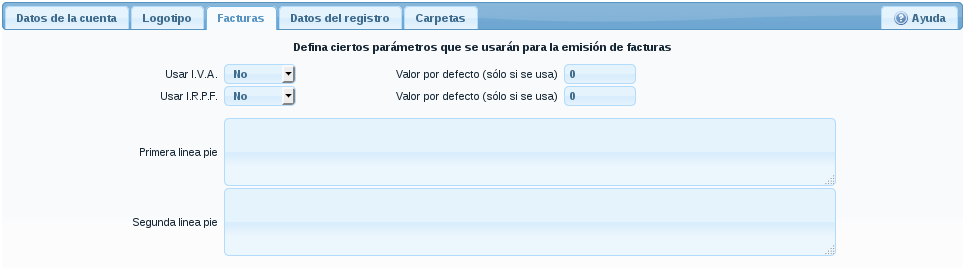 Datos de la cuenta Logotipo Facturas Datos del registro Carpetas Ayuda
Defina ciertos parámetros que se usarán para la emisión de facturas
Usar I.V.A. No Valor por defecto (sólo si se usa) 0
Usar I.R.P.F. No Valor por defecto (sólo si se usa) 0
Primera linea pie
Segunda linea pie